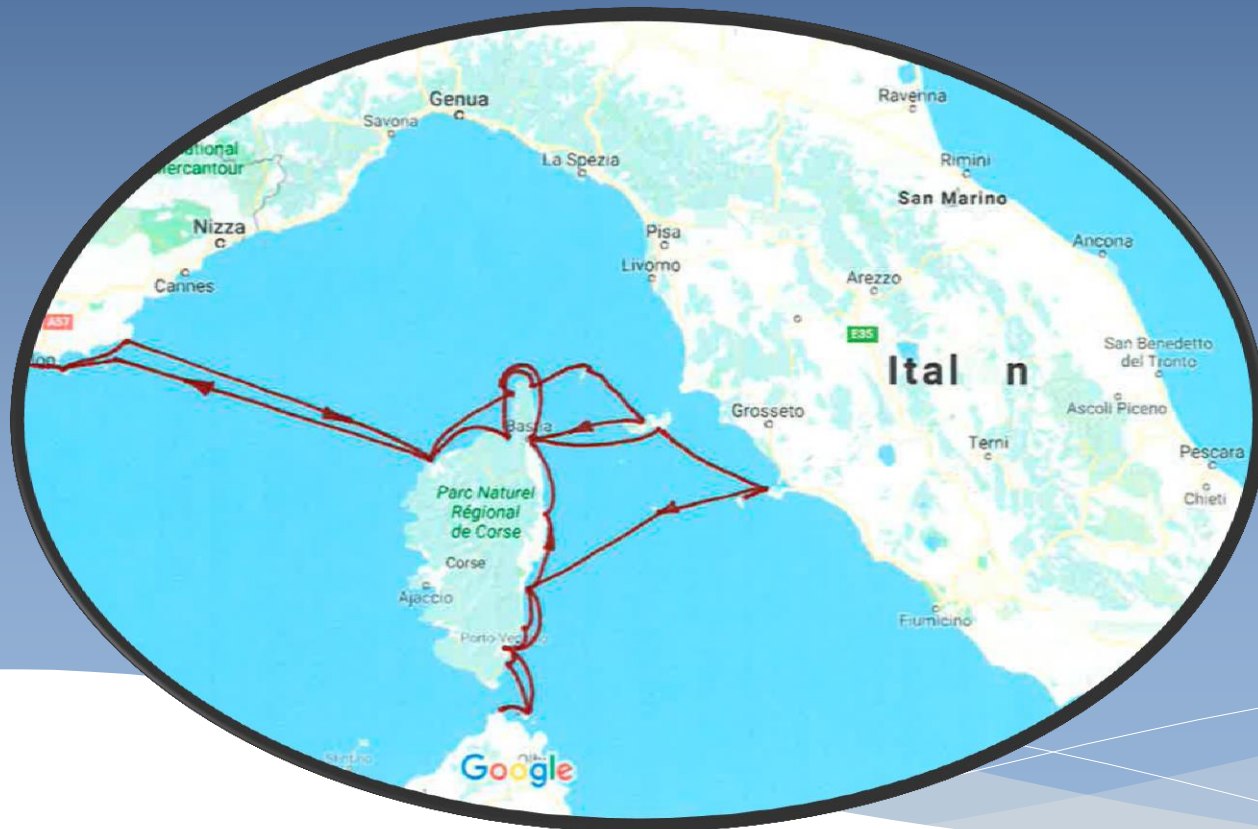 Genua
Savona
Ravenna
La Spezia
Rimini
ational
ercantour
San Marino
Nizza
Pisa
Ancona
Livorno
Arezzo
Cannes
A57
E35
San Benedetto
del Tronto
lon
Ital n
Ascoli Piceno
Grosseto
Bastia
Terni
Pescara
Chieti
Parc Naturel
Régional
de Corse
Corse
Ajaccio
Fiumicino
Google